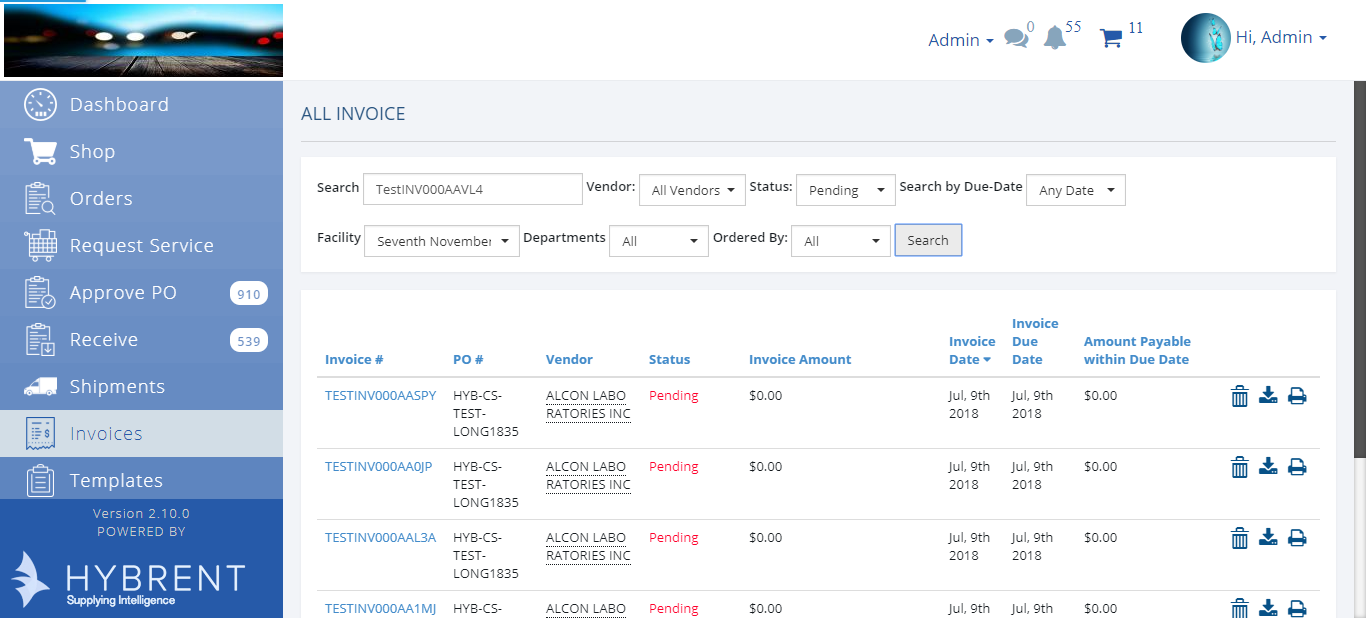 Admin 0 55 11 Hi, Admin
Dashboard
Shop
Orders
Request Service
Approve PO 910
Receive 539
Shipments
Invoices
Templates
Version 2.10.0
POWERED BY
HYBRENT
Supplying Intelligence
ALL INVOICE
Search TestINV000AAVL4 Vendor: All Vendors Status: Pending Search by Due-Date Any Date
Facility Seventh November Departments All Ordered By: All Search
Invoice # PO # Vendor Status Invoice Amount Invoice Date Invoice Due Date Amount Payable within Due Date
TESTINV000AASPY HYB-CS- ALCON LABO Pending $0.00 Jul, 9th Jul, 9th $0.00
TEST- RATORIES INC 2018 2018
LONG1835
TESTINV000AA0JP HYB-CS- ALCON LABO Pending $0.00 Jul, 9th Jul, 9th $0.00
TEST- RATORIES INC 2018 2018
LONG1835
TESTINV000AAL3A HYB-CS- ALCON LABO Pending $0.00 Jul, 9th Jul, 9th $0.00
TEST- RATORIES INC 2018 2018
LONG1835
TESTINV000AA1MJ HYB-CS- ALCON LABO Pending $0.00 Jul, 9th Jul, 9th $0.00